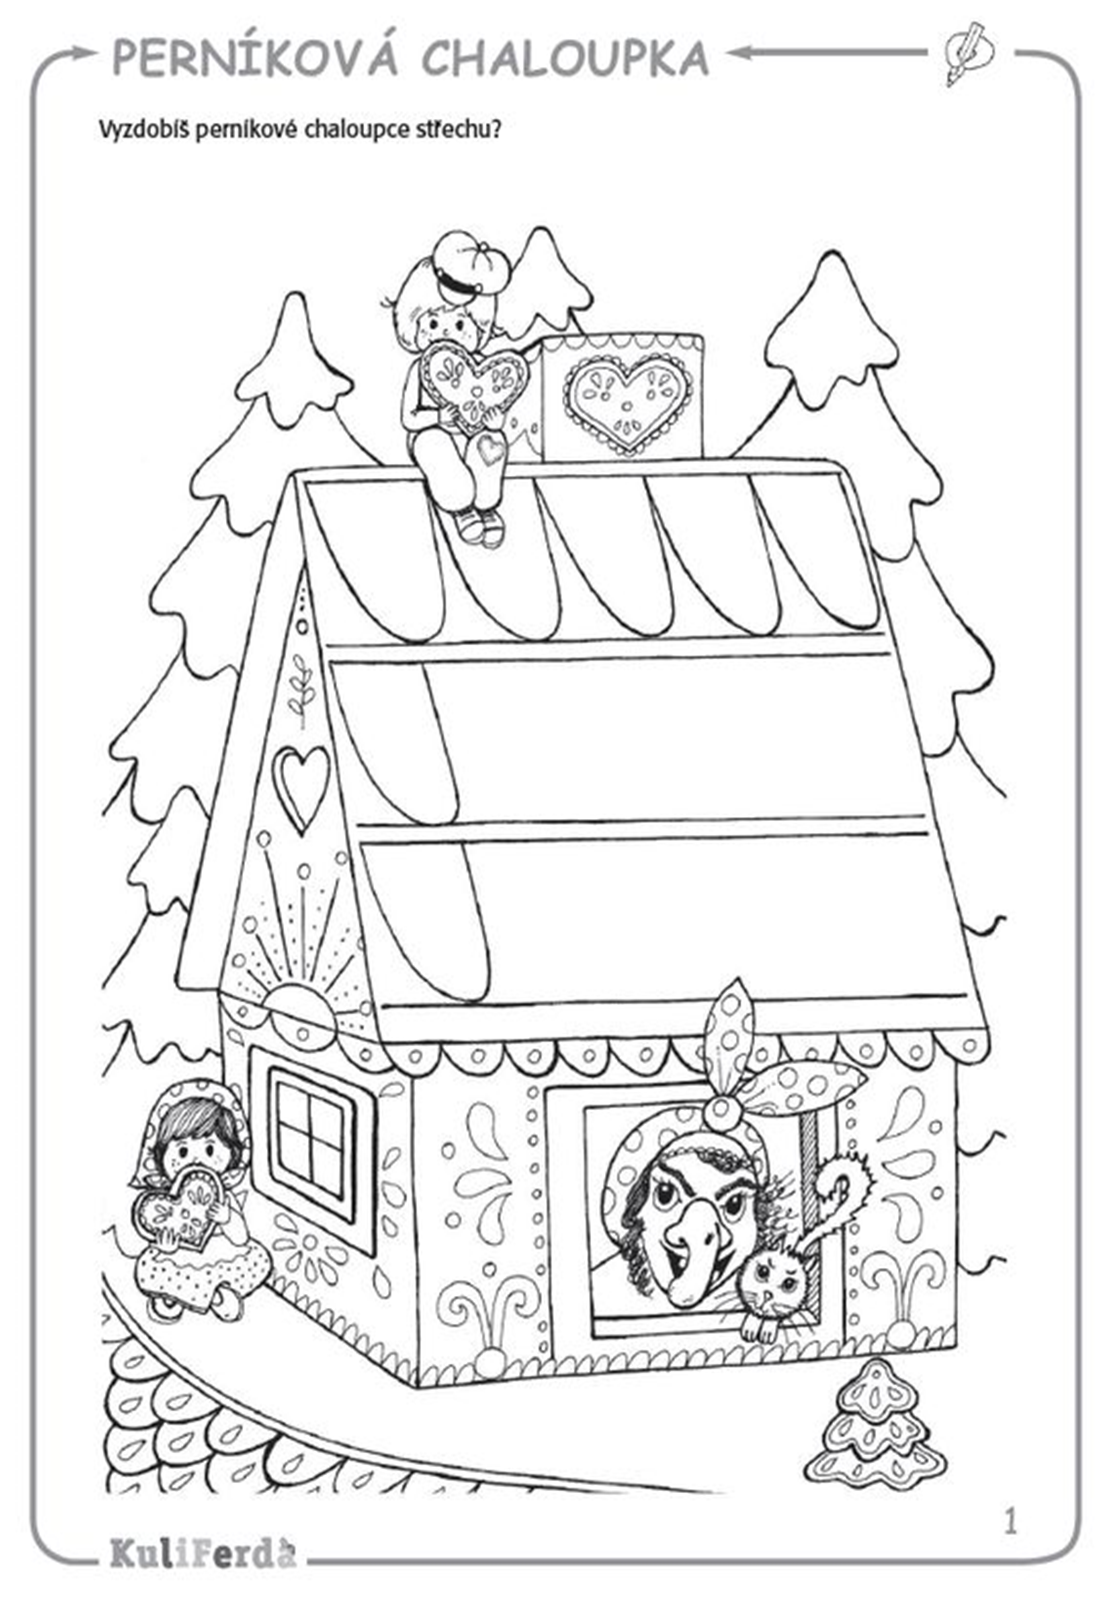 PERNÍKOVÁ CHALOUPKA
Vyzdobíš perníkové chaloupce střechu?
1
KuliFerda